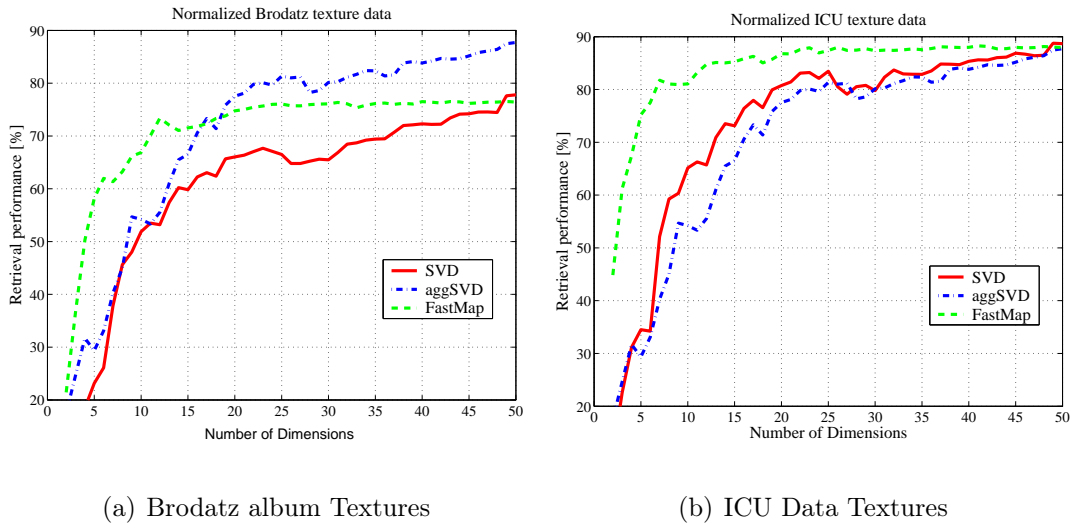 Normalized Brodatz texture data
90
80
70
60
50
40
30
20
Retrieval performance [%]
SVD
aggSVD
FastMap
0 5 10 15 20 25 30 35 40 45 50
Number of Dimensions
(a) Brodatz album Textures
Normalized ICU texture data
90
80
70
60
50
40
30
20
Retrieval performance [%]
SVD
aggSVD
FastMap
0 5 10 15 20 25 30 35 40 45 50
Number of Dimensions
(b) ICU Data Textures